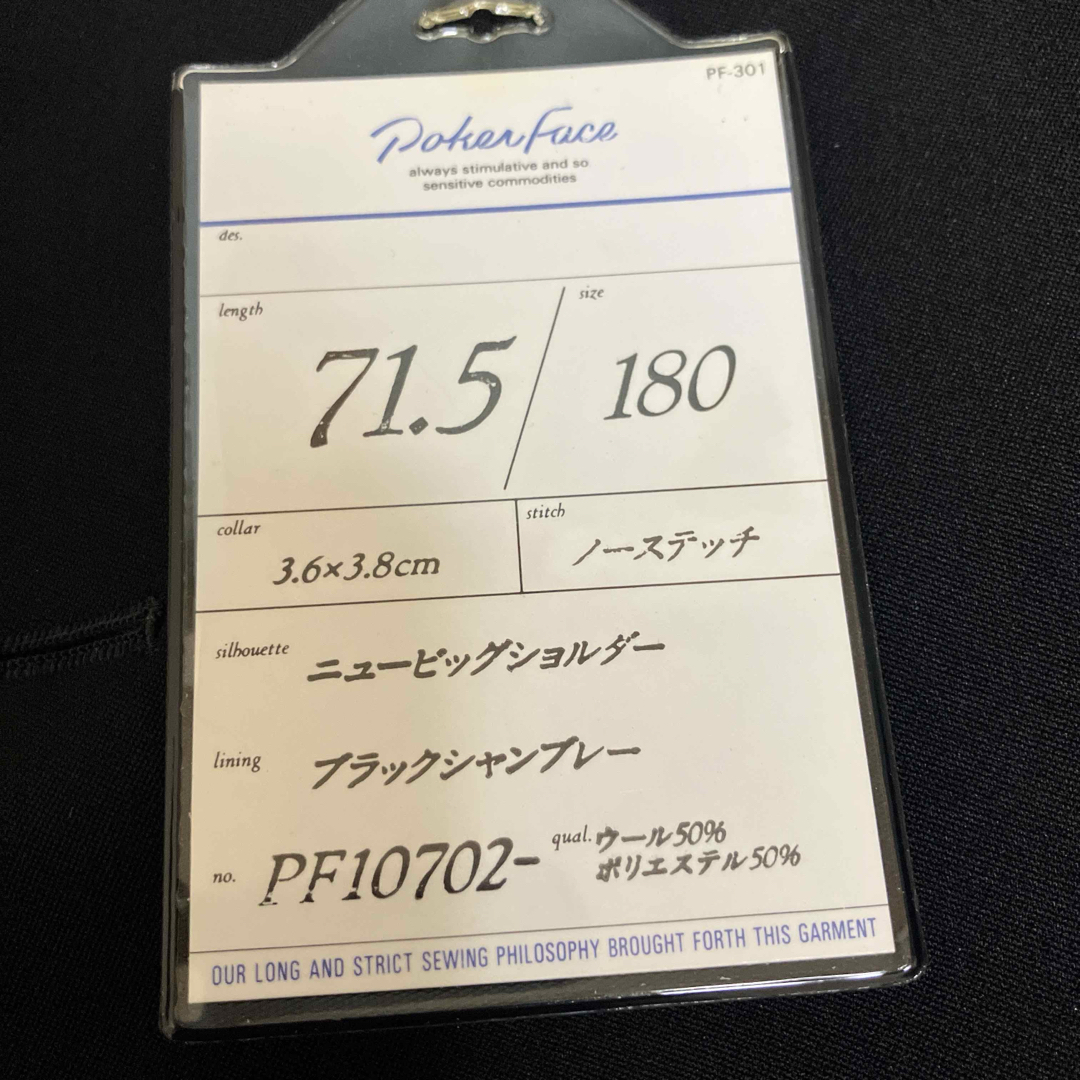 PF-301
Poker Face
always stimulative and so
sensitive commodities
des.
length
size
71.5
180
collar
stitch
3.6×3.8cm
ノーステッチ
silhouette
ニュービッグショルダー
lining
ブラックシャンブレー
no.
PF10702-
qual.
ウール50%
ポリエステル50%
OUR LONG AND STRICT SEWING PHILOSOPHY BROUGHT FORTH THIS GARMENT